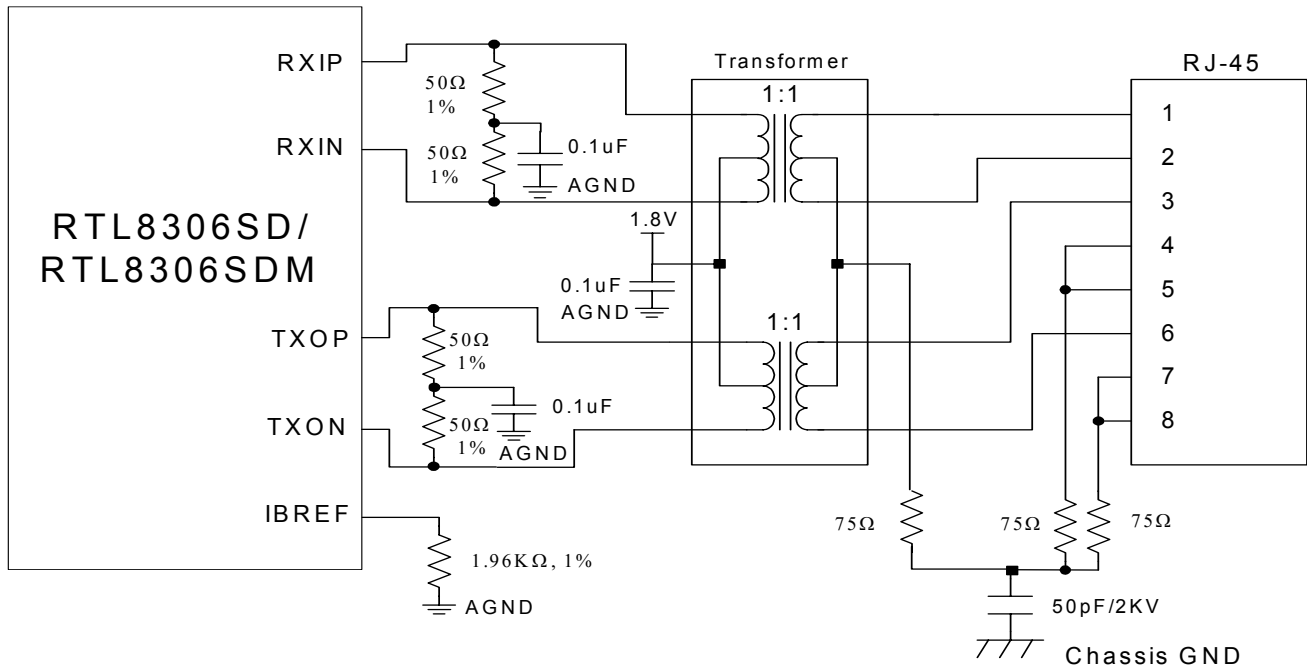 RTL8306SD/
RTL8306SDM
RXIP
RXIN
TXOP
TXON
IBREF
50Ω
1%
50Ω
1%
0.1uF
AGND
1.8V
0.1uF
AGND
50Ω
1%
50Ω
1%
0.1uF
AGND
1.96KΩ, 1%
AGND
Transformer
1:1
1:1
RJ-45
1
2
3
4
5
6
7
8
75Ω
75Ω
75Ω
50pF/2KV
Chassis GND